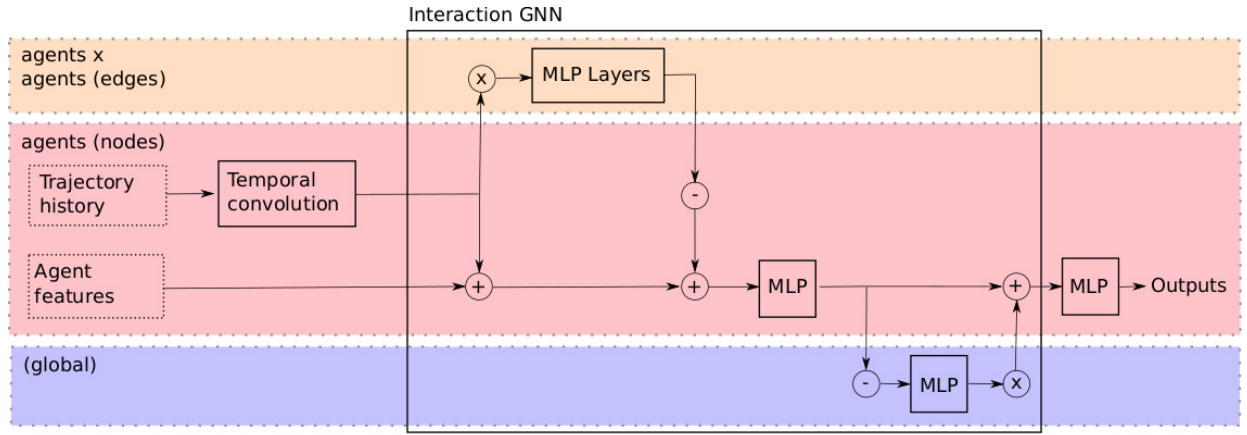 Interaction GNN
agents x
agents (edges)
x
MLP Layers
agents (nodes)
Trajectory
history
Temporal
convolution
-
Agent
features
+
+
MLP
+
MLP
Outputs
(global)
-
MLP
x